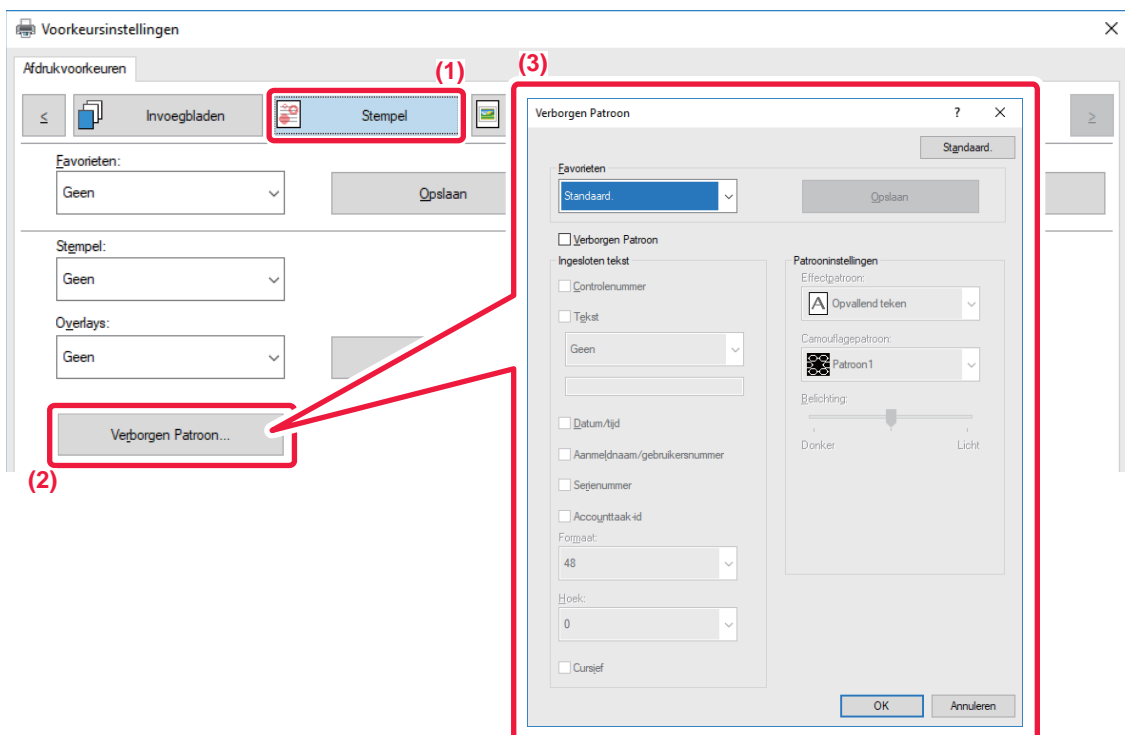 Voorkeursinstellingen
Afdrukvoorkeuren
(1)
(3)
<
Invoegbladen
Stempel
>
Favorieten:
Geen
Opslaan
Stempel:
Geen
Overlays:
Geen
Verborgen Patroon...
(2)
Verborgen Patroon
?
Standaard.
Favorieten
Standaard.
Opslaan
Verborgen Patroon
Ingesloten tekst
Controlenummer
Tekst
Geen
Datum/tijd
Aanmeldnaam/gebruikersnummer
Serienummer
Accounttaak-id
Formaat:
48
Hoek:
0
Cursief
Patrooninstellingen
Effectpatroon:
A Opvallend teken
Camouflagepatroon:
Patroon1
Belichting:
Donker Licht
OK Annuleren